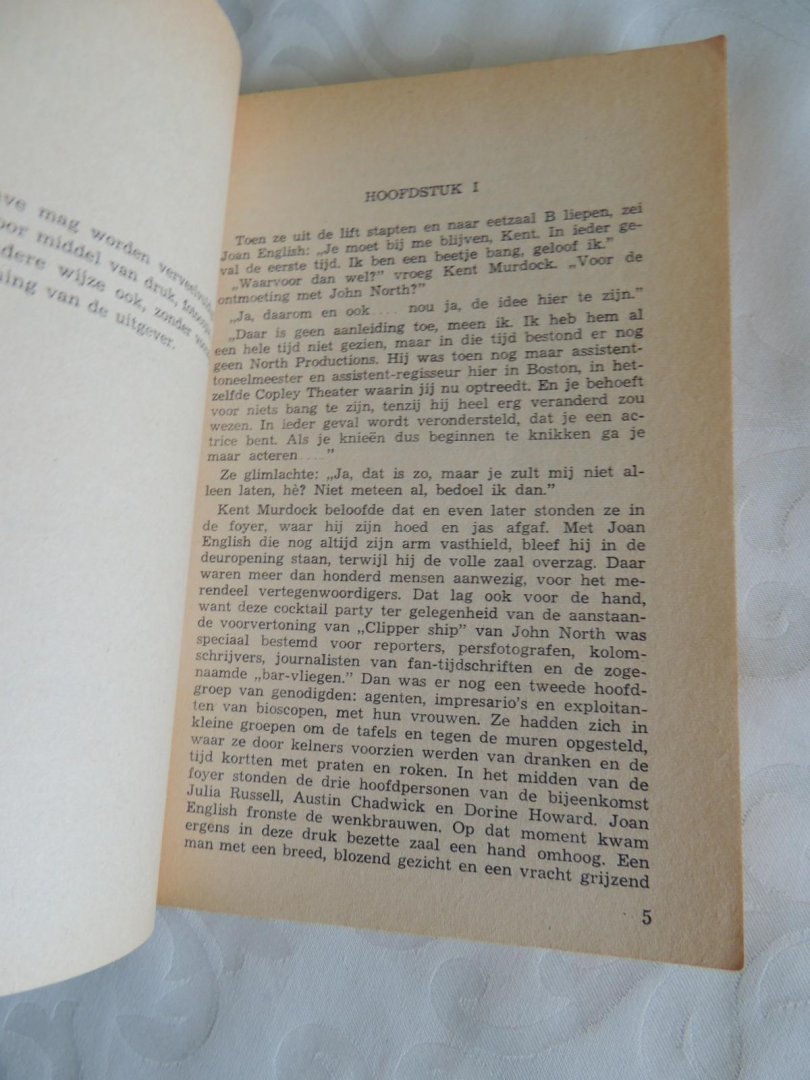 ve mag worden
oor middel van druk,
dere wijze ook, zonder
ning van de uitgever.
HOOFDSTUK I
Toen ze uit de lift stapten en naar eetzaal B liepen, zei
Joan English: „Je moet bij me blijven, Kent. In ieder ge-
val de eerste tijd. Ik ben een beetje bang, geloof ik.”
„Waarvoor dan wel?” vroeg Kent Murdock. „Voor de
ontmoeting met John North?”
„Ja, daarom en ook .... nou ja, de idee hier te zijn.”
„Daar is geen aanleiding toe, meen ik. Ik heb hem al
een hele tijd niet gezien, maar in die tijd bestond er nog
geen North Productions. Hij was toen nog maar assistent-
toneelmeester en assistent-regisseur hier in Boston, in het-
zelfde Copley Theater waarin jij nu optreedt. En je behoeft
voor niets bang te zijn, tenzij hij heel erg veranderd zou
wezen. In ieder geval wordt verondersteld, dat je een ac-
trice bent. Als je knieën dus beginnen te knikken ga je
maar acteren ....”
Ze glimlachte: „Ja, dat is zo, maar je zult mij niet al-
leen laten, hè? Niet meteen al, bedoel ik dan.”
Kent Murdock beloofde dat en even later stonden ze in
de foyer, waar hij zijn hoed en jas afgaf. Met Joan
English die nog altijd zijn arm vasthield, bleef hij in de
deuropening staan, terwijl hij de volle zaal overzag. Daar
waren meer dan honderd mensen aanwezig, voor het me-
rendeel vertegenwoordigers. Dat lag ook voor de hand,
want deze cocktail party ter gelegenheid van de aanstaan-
de voorvertoning van „Clipper ship” van John North was
speciaal bestemd voor reporters, persfotografen, kolom-
schrijvers, journalisten van fan-tijdschriften en de zoge-
naamde „bar-vliegen.” Dan was er nog een tweede hoofd-
groep van genodigden: agenten, impresario's en exploitan-
ten van bioscopen, met hun vrouwen. Ze hadden zich in
kleine groepen om de tafels en tegen de muren opgesteld,
waar ze door kelners voorzien werden van dranken en de
tijd kortten met praten en roken. In het midden van de
foyer stonden de drie hoofdpersonen van de bijeenkomst
Julia Russell, Austin Chadwick en Dorine Howard. Joan
English fronste de wenkbrauwen. Op dat moment kwam
ergens in deze druk bezette zaal een hand omhoog. Een
man met een breed, blozend gezicht en een vracht grijzend
5